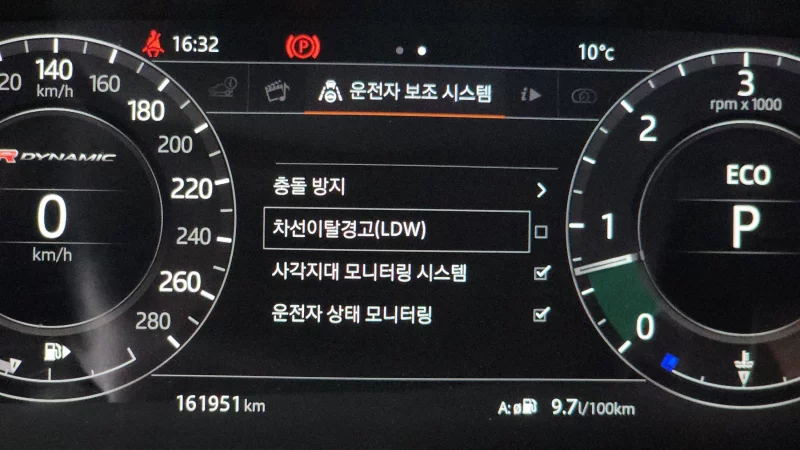 16:32
P
10°c
120 140 160 180 200 220 240 260 280
km/h
운전자 보조 시스템
i
3
2
1
0
rpm x 1000
R DYNAMIC
0
km/h
충돌 방지
차선이탈경고(LDW)
사각지대 모니터링 시스템
운전자 상태 모니터링
ECO
P
161951 km
A:ø 9.7l/100km